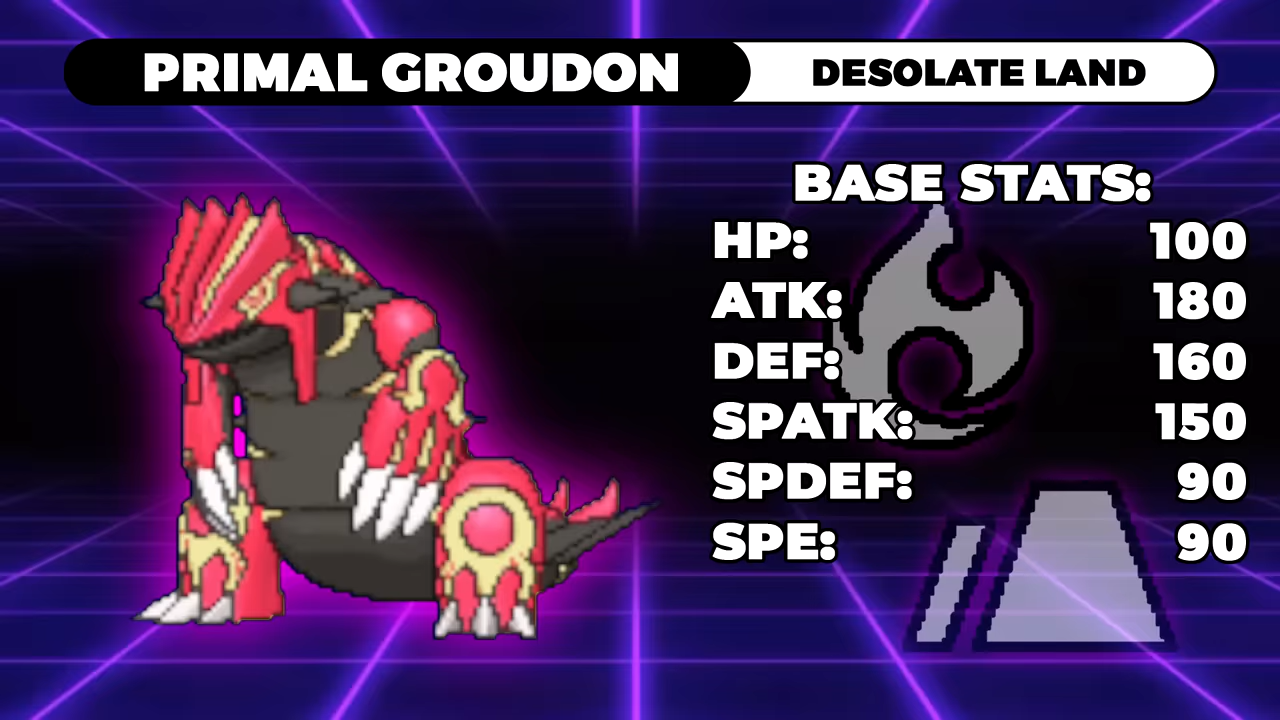 PRIMAL GROUDON
DESOLATE LAND
BASE STATS:
HP: 100
ATK: 180
DEF: 160
SPATK: 150
SPDEF: 90
SPE: 90